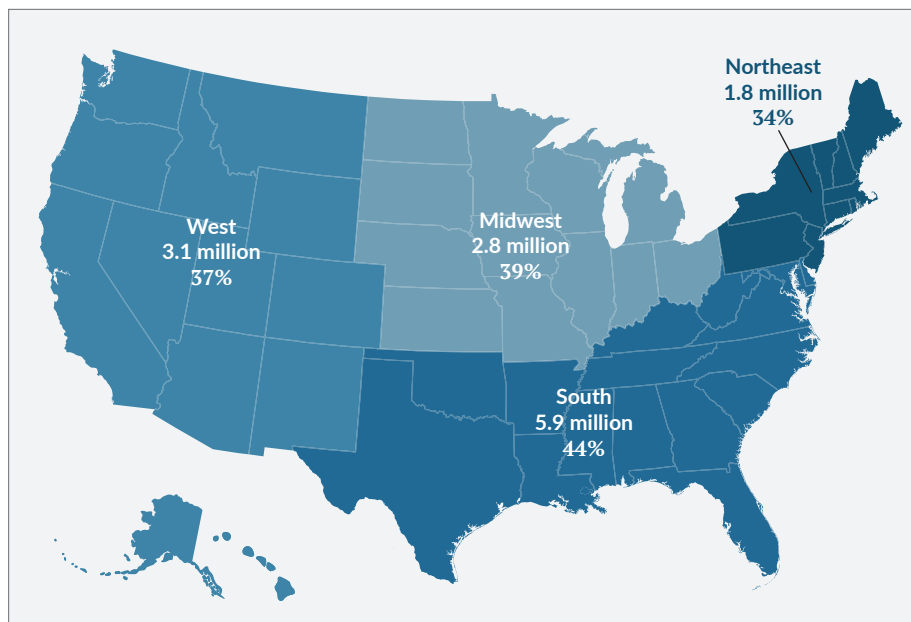 Northeast
1.8 million
34%
West
3.1 million
37%
Midwest
2.8 million
39%
South
5.9 million
44%